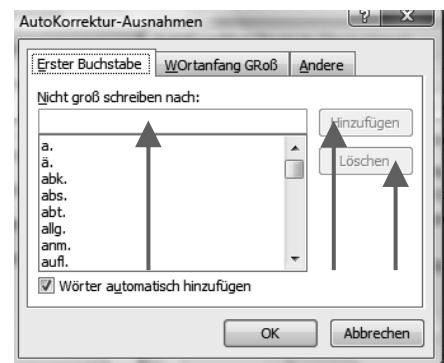 AutoKorrektur-Ausnahmen
Erster Buchstabe WOrtanfang GRoß Andere
Nicht groß schreiben nach:
Hinzufügen
a.
ä.
Löschen
abk.
abs.
abt.
allg.
anm.
aufl.
Wörter automatisch hinzufügen
OK Abbrechen